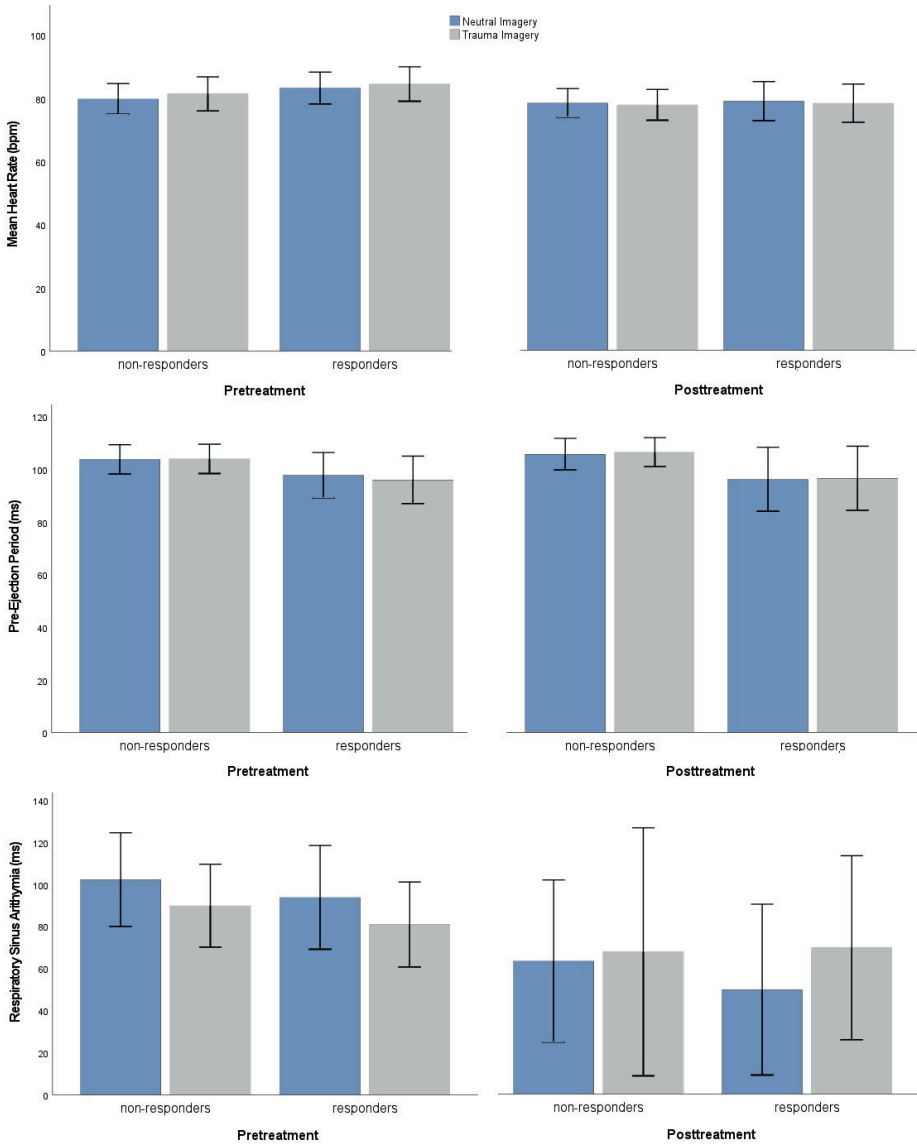 Neutral Imagery
Trauma Imagery
Mean Heart Rate (bpm)
100
80
60
40
20
0
non-responders responders
Pretreatment
non-responders responders
Posttreatment
Pre-Ejection Period (ms)
120
100
80
60
40
20
0
non-responders responders
Pretreatment
non-responders responders
Posttreatment
Respiratory Sinus Arithymia (ms)
140
120
100
80
60
40
20
0
non-responders responders
Pretreatment
non-responders responders
Posttreatment